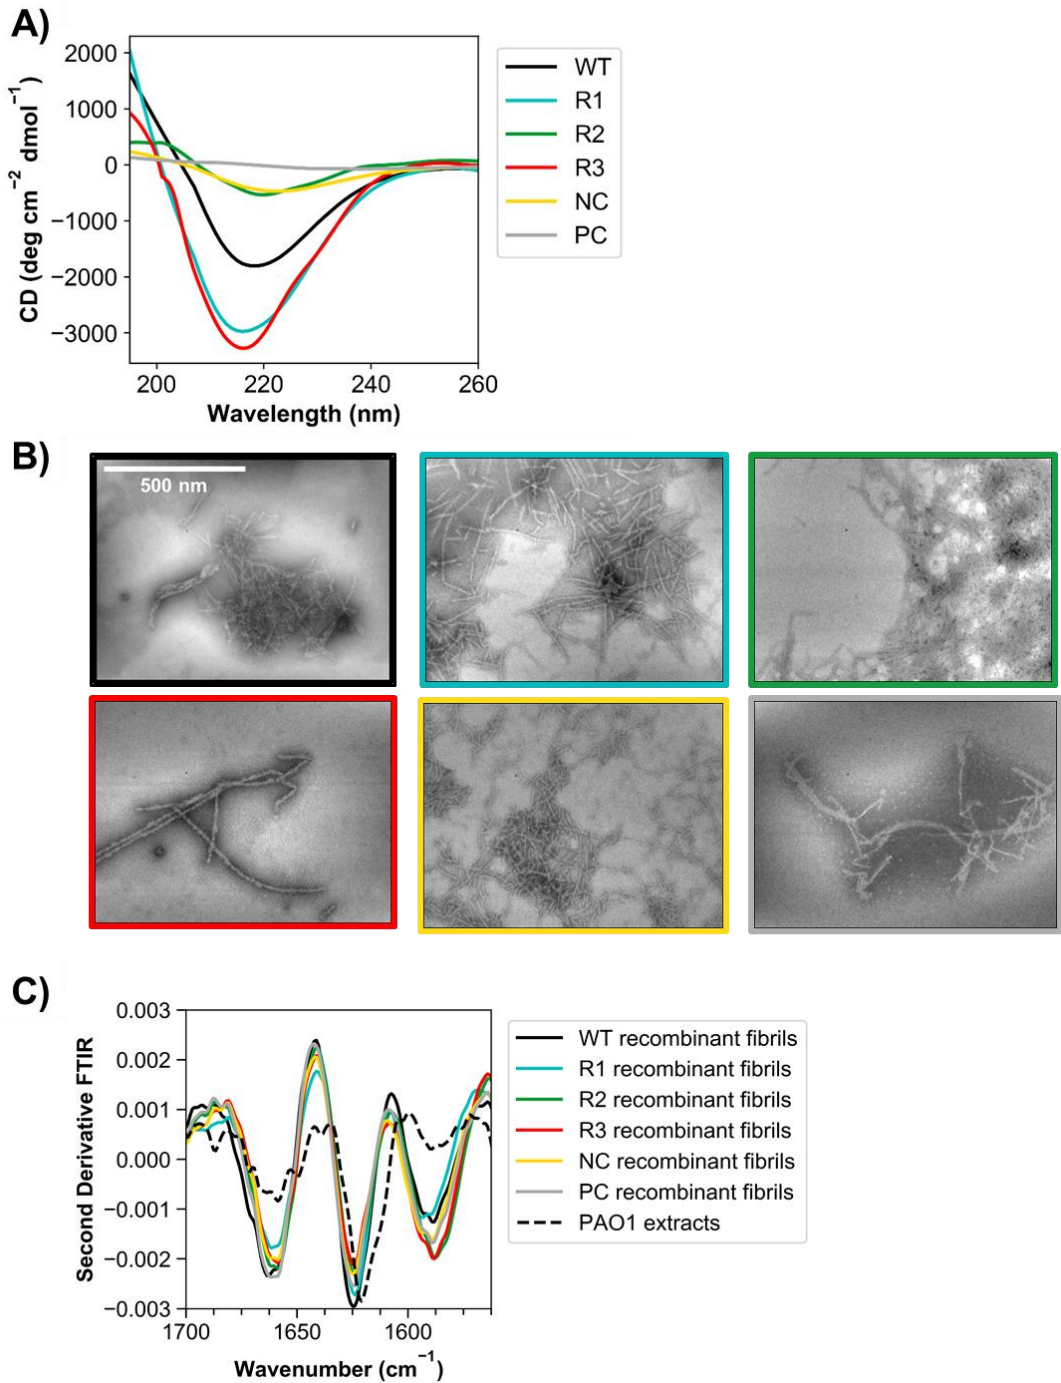 A)
2000
1000
0
−1000
−2000
−3000
CD (deg cm⁻² dmol⁻¹)
200 220 240 260
Wavelength (nm)
WT
R1
R2
R3
NC
PC
B)
500 nm
C)
0.003
0.002
0.001
0.000
−0.001
−0.002
−0.003
Second Derivative FTIR
1700 1650 1600
Wavenumber (cm⁻¹)
WT recombinant fibrils
R1 recombinant fibrils
R2 recombinant fibrils
R3 recombinant fibrils
NC recombinant fibrils
PC recombinant fibrils
PAO1 extracts